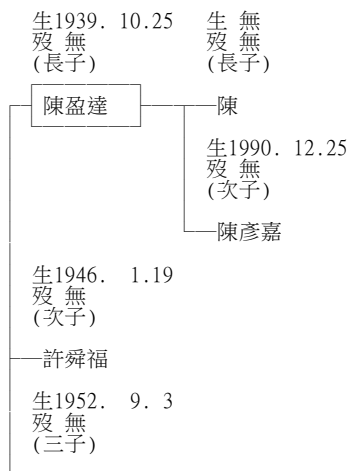 生1939. 10.25 生 無
歿 無 歿 無
(長子) (長子)
陳盈達 陳
生1990. 12.25
歿 無
(次子)
陳彥嘉
生1946. 1.19
歿 無
(次子)
許舜福
生1952. 9. 3
歿 無
(三子)